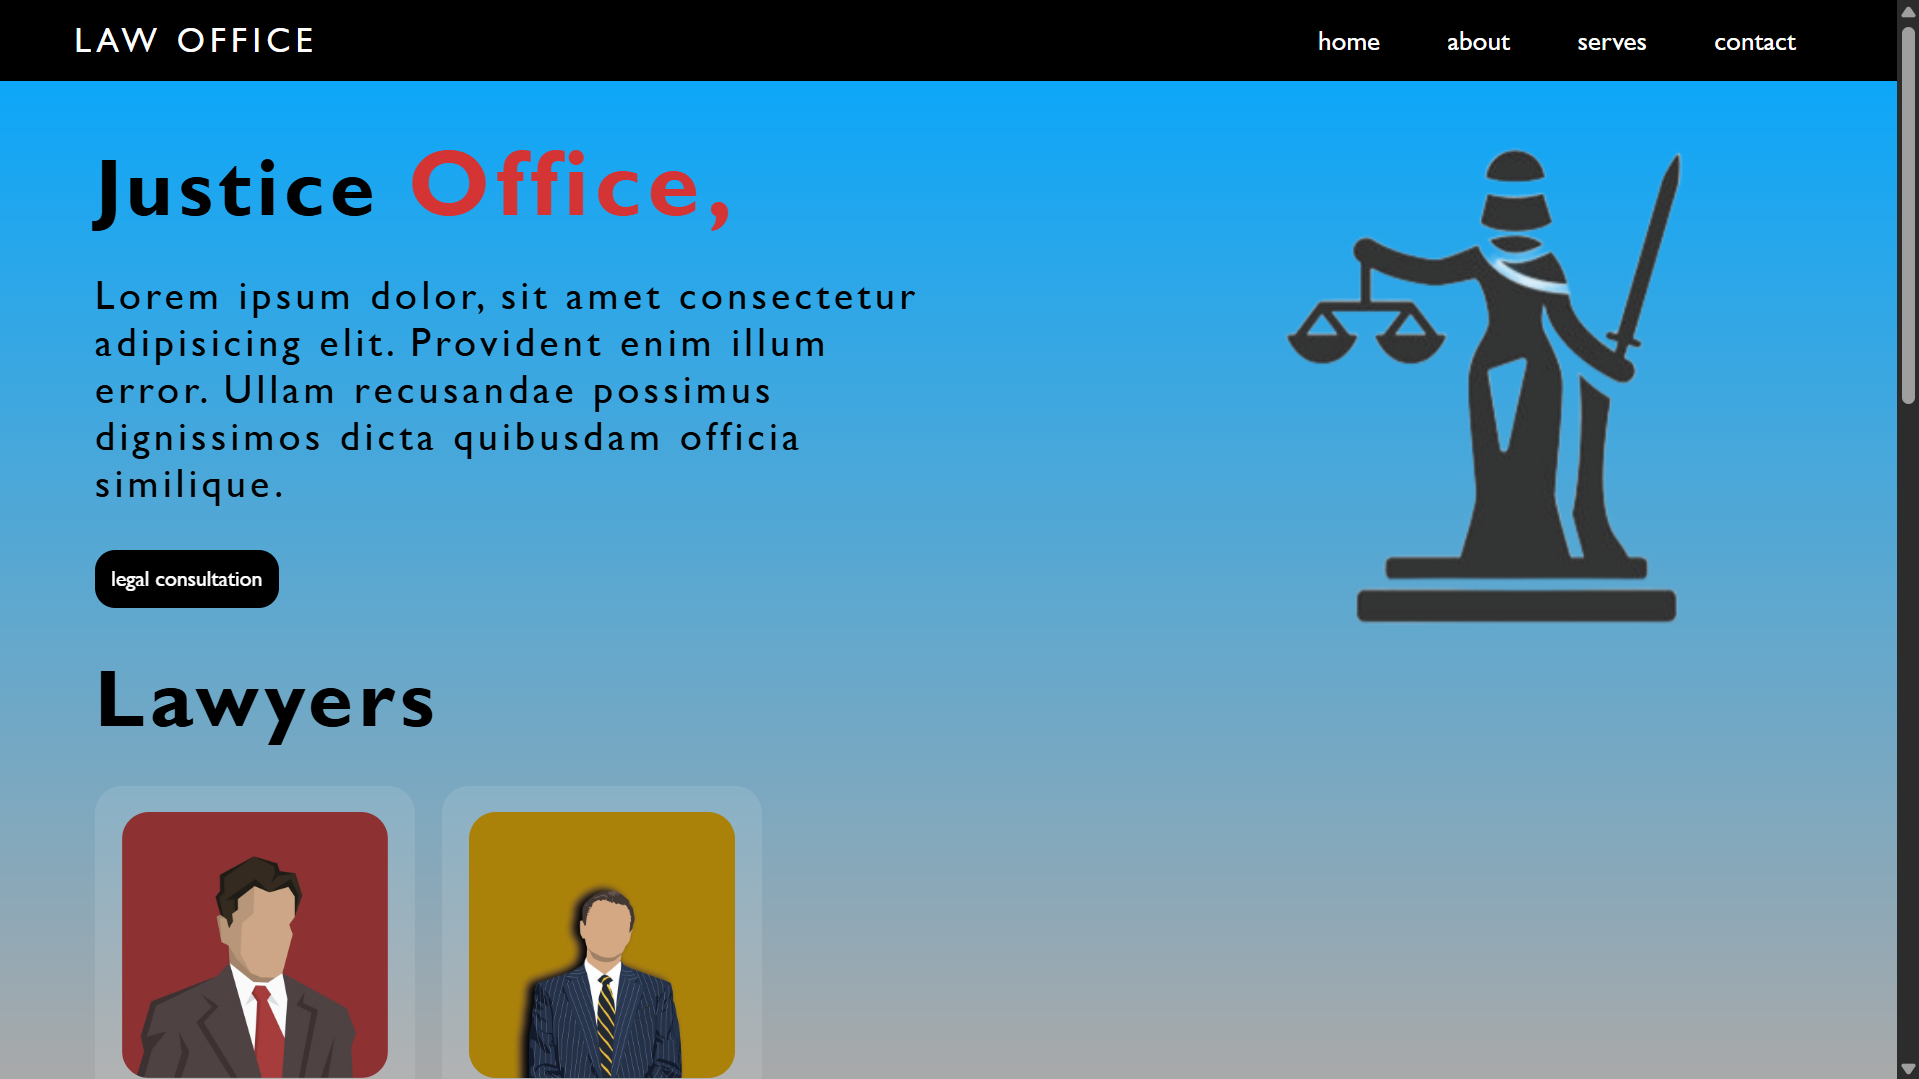 LAW OFFICE
home about serves contact
Justice Office,
Lorem ipsum dolor, sit amet consectetur
adipisicing elit. Provident enim illum
error. Ullam recusandae possimus
dignissimos dicta quibusdam officia
similique.
legal consultation
Lawyers